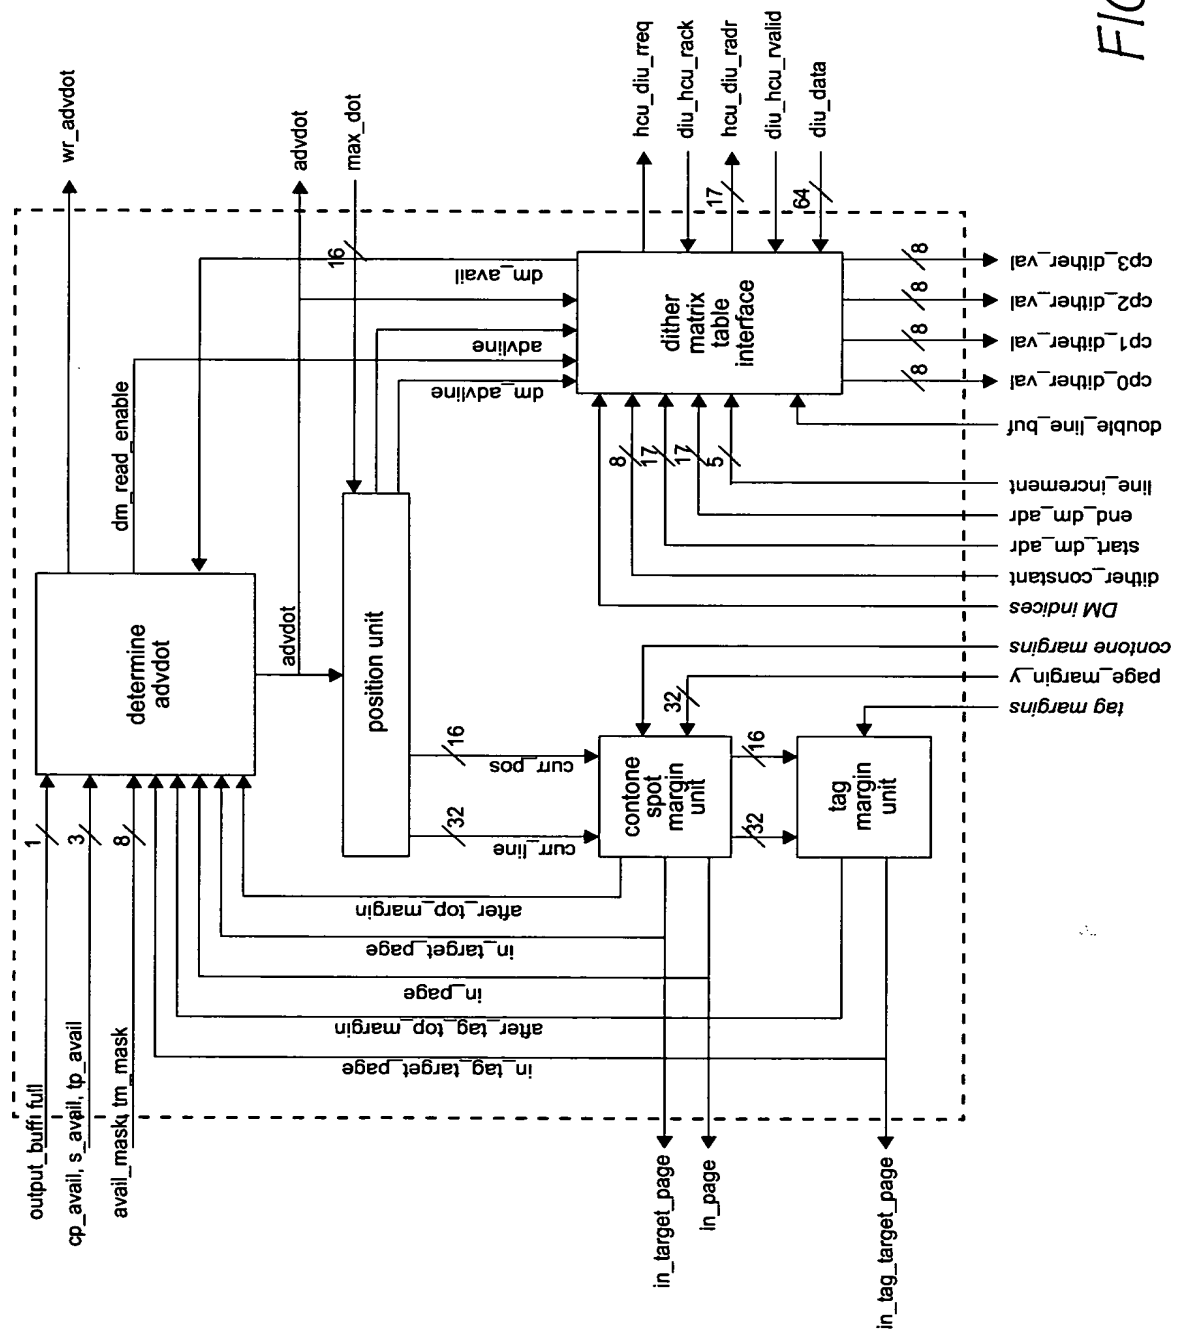 FIG
output_buff full
cp_avail, s_avail, tp_avail
avail_mask, tm_mask
1
3
8
wr_advdot
advdot
max_dot
16
hcu_diu_rreq
diu_hcu_rack
hcu_diu_radr
17
diu_hcu_rvalid
diu_data
64
determine
advdot
dm_read_enable
advdot
position unit
dm_avail
advline
dm_advline
dither
matrix
table
interface
8
8
8
8
cp3_dither_val
cp2_dither_val
cp1_dither_val
cp0_dither_val
double_line_buf
line_increment
end_dm_adr
start_dm_adr
dither_constant
DM indices
8
17
17
5
contone margins
page_margin_y
tag margins
32
curr_pos
16
curr_line
32
contone
spot
margin
unit
16
32
tag
margin
unit
after_top_margin
in_target_page
in_page
after_tag_top_margin
in_tag_target_page
in_target_page
in_page
in_tag_target_page